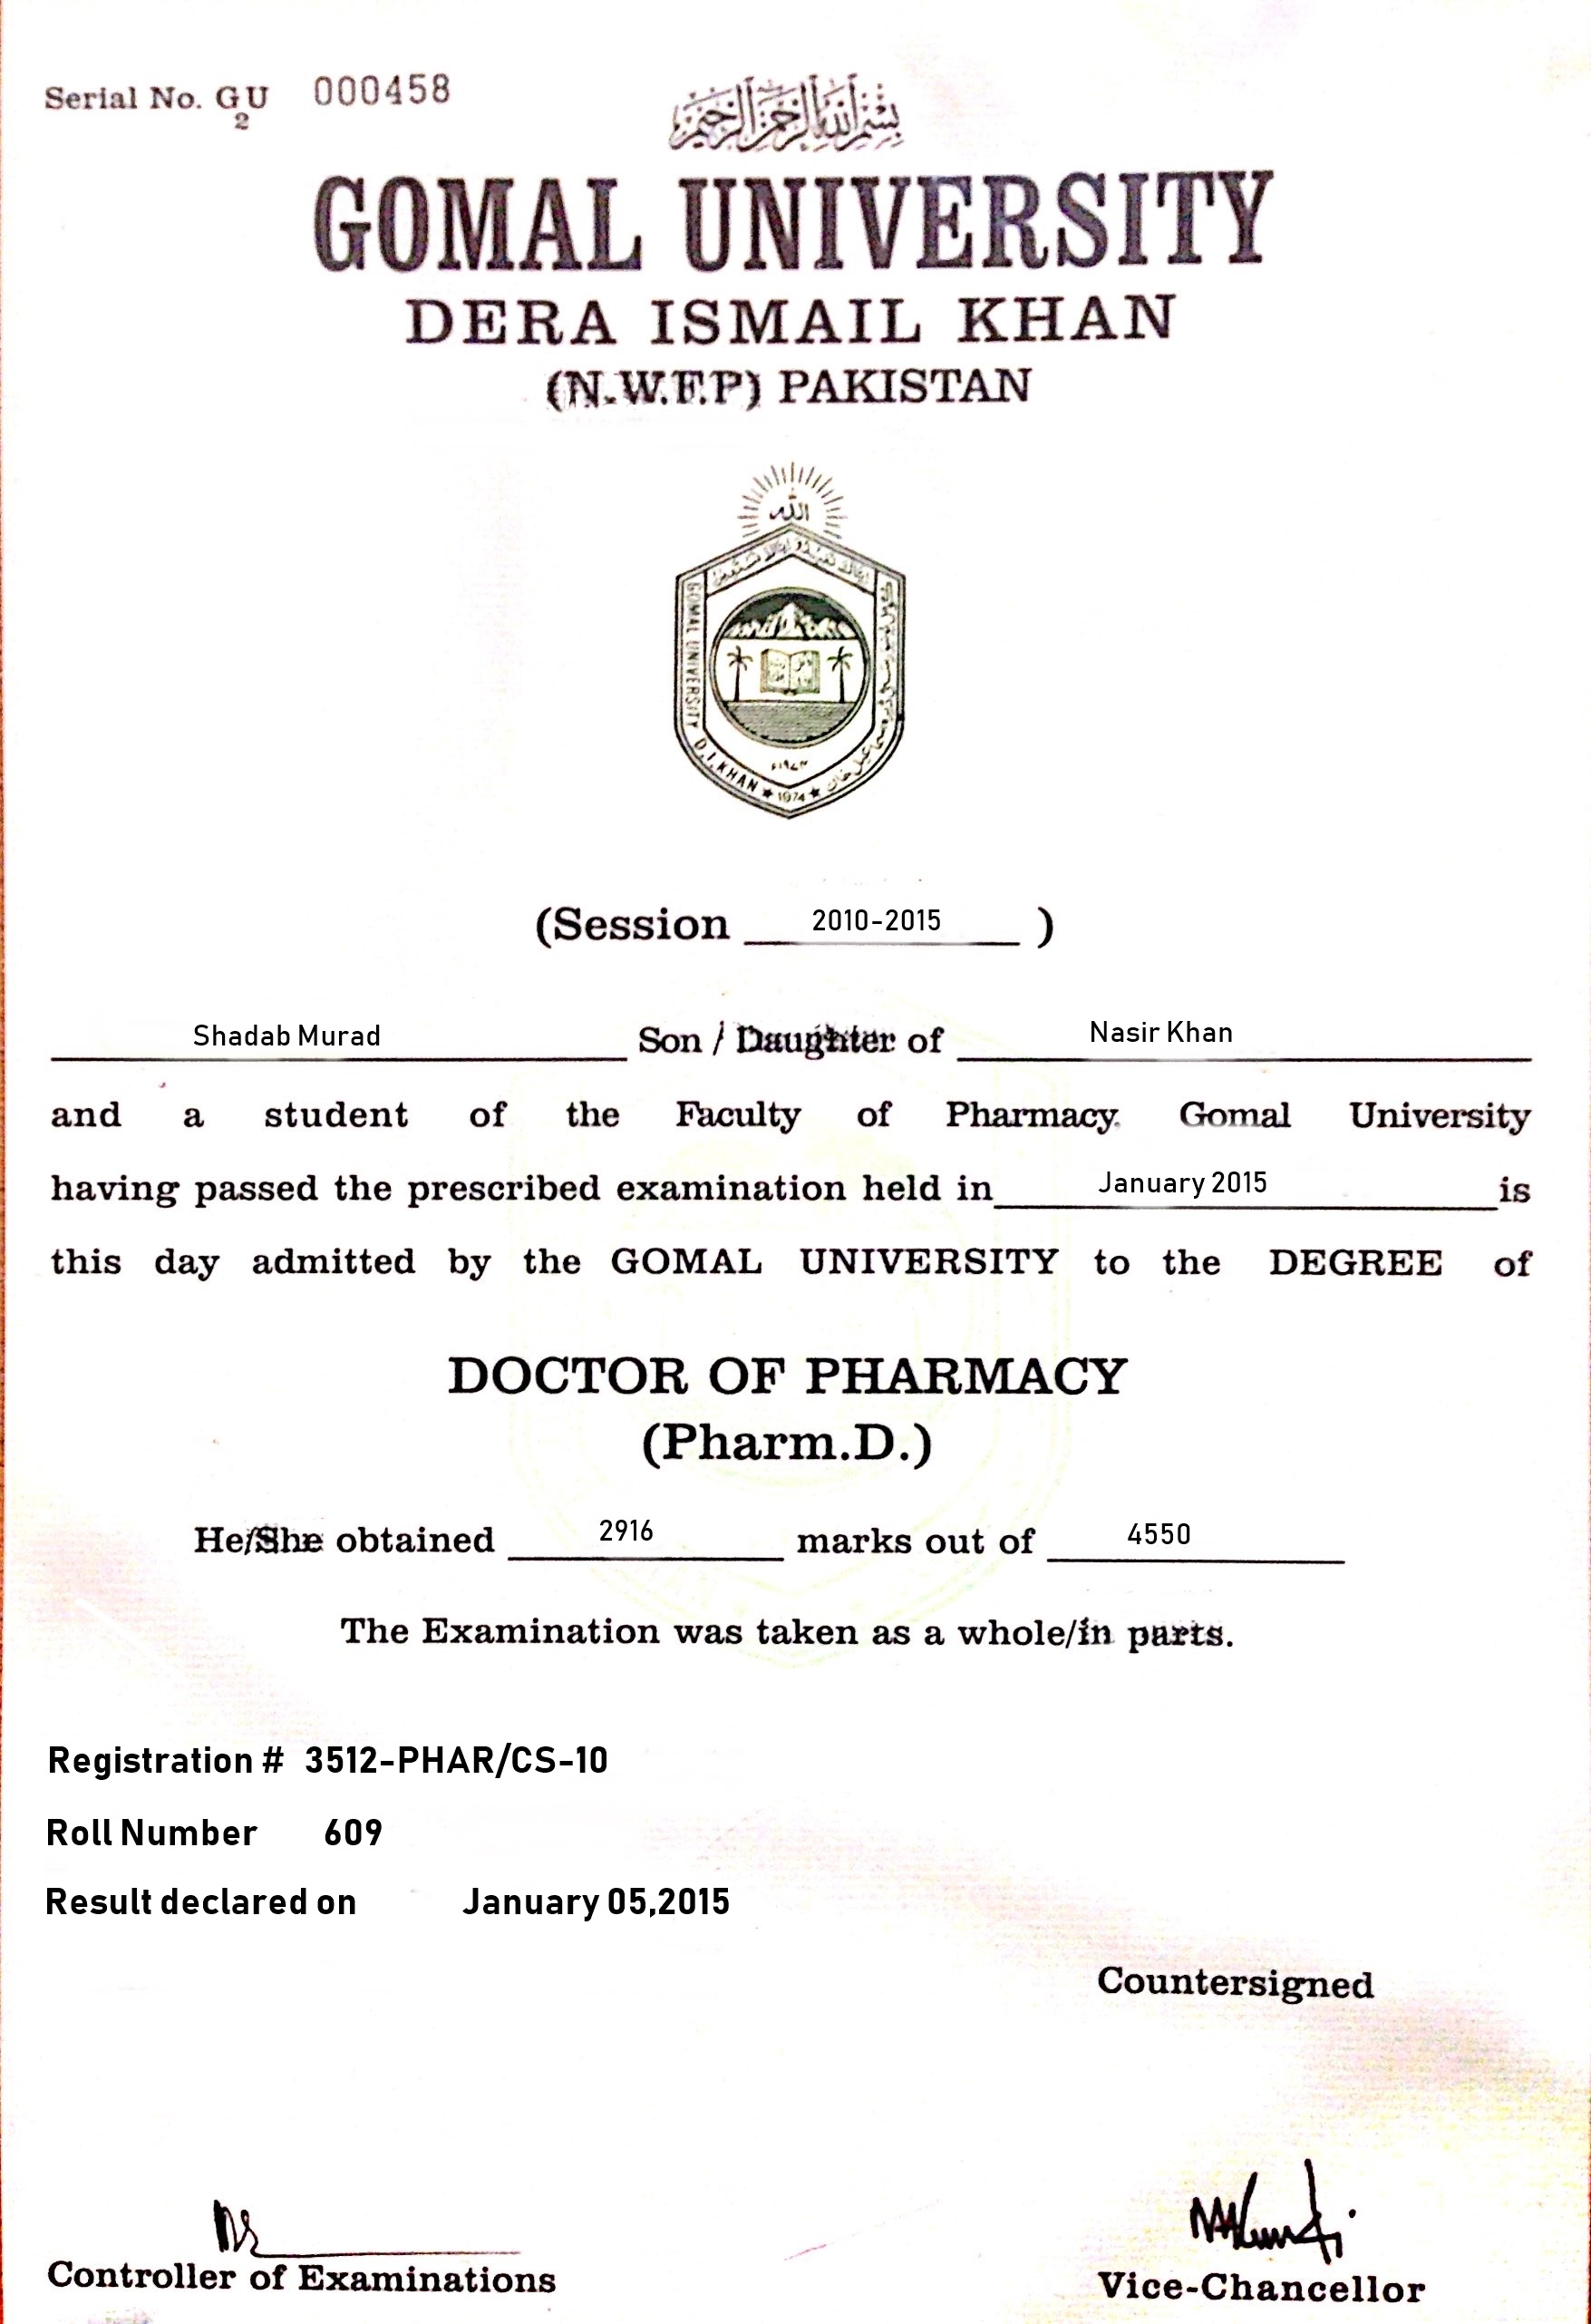 Serial No. GU 000458
2
بسم الله الرحمن الرحيم
GOMAL UNIVERSITY
DERA ISMAIL KHAN
(N.W.F.P) PAKISTAN
الله
GOMAL UNIVERSITY D.I.KHAN ★ 1974 ★
(Session 2010-2015 )
Shadab Murad Son / Daughter of Nasir Khan
and a student of the Faculty of Pharmacy. Gomal University
having passed the prescribed examination held in January 2015 is
this day admitted by the GOMAL UNIVERSITY to the DEGREE of
DOCTOR OF PHARMACY
(Pharm.D.)
He/She obtained 2916 marks out of 4550
The Examination was taken as a whole/in parts.
Registration # 3512-PHAR/CS-10
Roll Number 609
Result declared on January 05,2015
Countersigned
Controller of Examinations
Vice-Chancellor